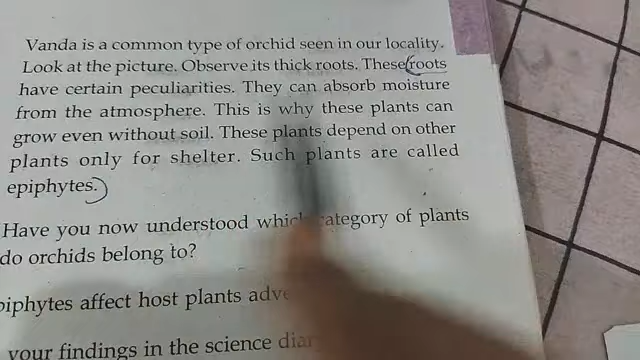 Vanda is a common type of orchid seen in our locality.
Look at the picture. Observe its thick roots. These roots
have certain peculiarities. They can absorb moisture
from the atmosphere. This is why these plants can
grow even without soil. These plants depend on other
plants only for shelter. Such plants are called
epiphytes.
Have you now understood which category of plants
do orchids belong to?
piphytes affect host plants adve
your findings in the science dia